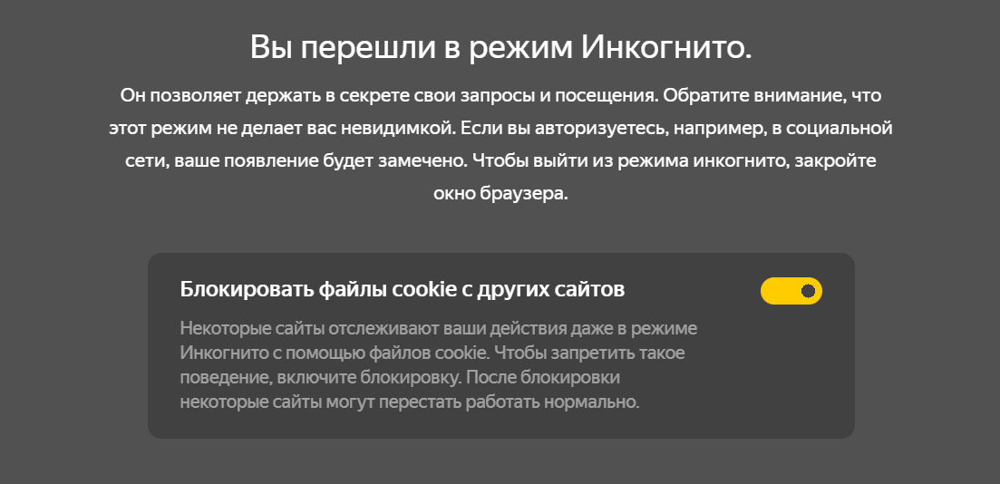 Вы перешли в режим Инкогнито.
Он позволяет держать в секрете свои запросы и посещения. Обратите внимание, что
этот режим не делает вас невидимкой. Если вы авторизуетесь, например, в социальной
сети, ваше появление будет замечено. Чтобы выйти из режима инкогнито, закройте
окно браузера.
Блокировать файлы cookie с других сайтов
Некоторые сайты отслеживают ваши действия даже в режиме
Инкогнито с помощью файлов cookie. Чтобы запретить такое
поведение, включите блокировку. После блокировки
некоторые сайты могут перестать работать нормально.